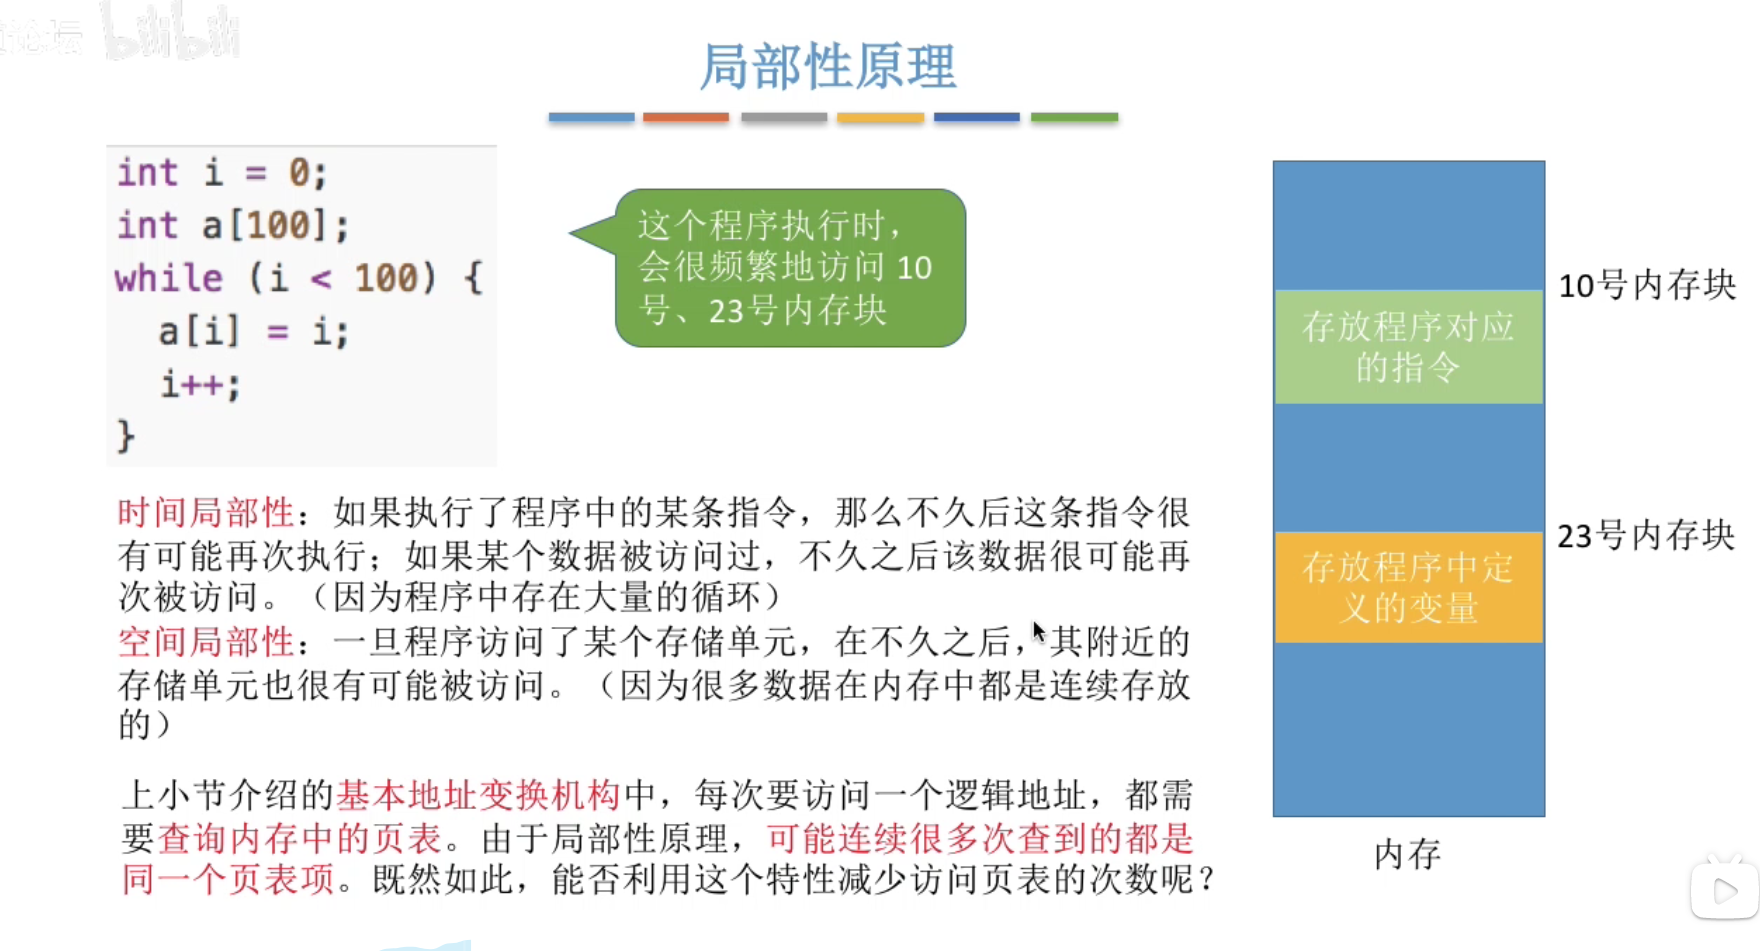 论坛 bilibili
局部性原理
int i = 0;
int a[100];
while (i < 100) {
  a[i] = i;
  i++;
}
这个程序执行时，
会很频繁地访问 10
号、23号内存块
10号内存块
存放程序对应
的指令
23号内存块
存放程序中定
义的变量
内存
时间局部性：如果执行了程序中的某条指令，那么不久后这条指令很
有可能再次执行；如果某个数据被访问过，不久之后该数据很可能再
次被访问。（因为程序中存在大量的循环）
空间局部性：一旦程序访问了某个存储单元，在不久之后，其附近的
存储单元也很有可能被访问。（因为很多数据在内存中都是连续存放
的）
上小节介绍的基本地址变换机构中，每次要访问一个逻辑地址，都需
要查询内存中的页表。由于局部性原理，可能连续很多次查到的都是
同一个页表项。既然如此，能否利用这个特性减少访问页表的次数呢？